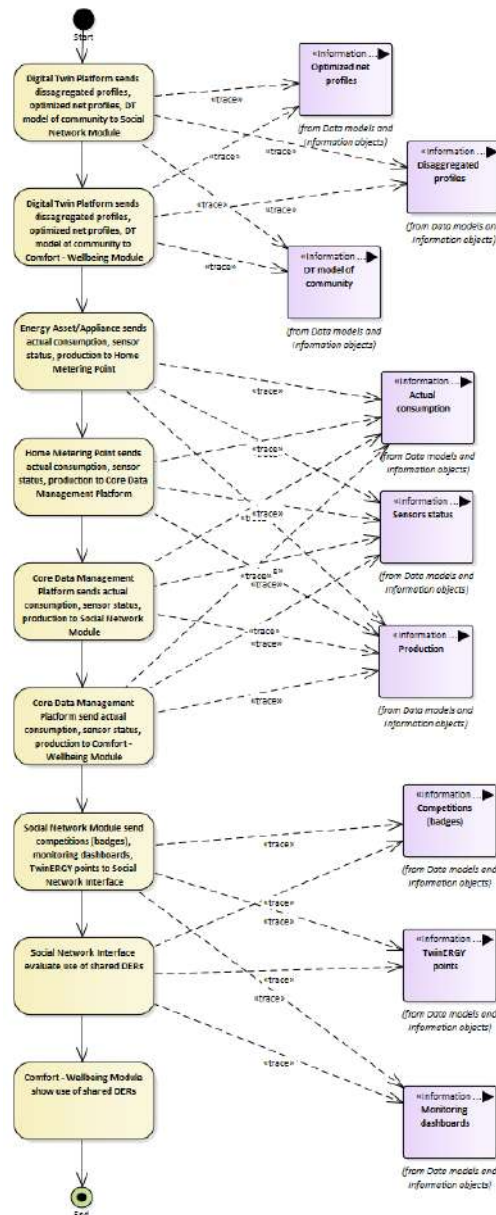 Start
Digital Twin Platform sends
dissagregated profiles,
optimized net profiles, DT
model of community to Social
Network Module
«Information ...
Optimized net
profiles
(from Data models and
Information objects)
«trace»
«trace»
«Information ...
Disaggregated
profiles
(from Data models and
Information objects)
«trace»
«trace»
Digital Twin Platform sends
dissagregated profiles,
optimized net profiles, DT
model of community to
Comfort - Wellbeing Module
«trace»
«trace»
«Information ...
DT model of
community
(from Data models and
Information objects)
Energy Asset/Appliance sends
actual consumption, sensor
status, production to Home
Metering Point
«trace»
«Information ...
Actual
consumption
(from Data models and
Information objects)
Home Metering Point sends
actual consumption, sensor
status, production to Core Data
Management Platform
«trace»
«trace»
«trace»
«trace»
«Information ...
Sensors status
(from Data models and
Information objects)
Core Data Management
Platform sends actual
consumption, sensor status,
production to Social Network
Module
«trace»
«trace»
«trace»
«trace»
«Information ...
Production
(from Data models and
Information objects)
Core Data Management
Platform send actual
consumption, sensor status,
production to Comfort -
Wellbeing Module
«trace»
«Information ...
Competitions
(badges)
(from Data models and
Information objects)
Social Network Module send
competitions (badges),
monitoring dashboards,
TwinERGY points to
Social Network Interface
«trace»
«trace»
«trace»
Social Network Interface
evaluate use of shared DERs
«trace»
«trace»
«Information ...
TwinERGY
points
(from Data models and
Information objects)
«trace»
Comfort - Wellbeing Module
show use of shared DERs
«Information ...
Monitoring
dashboards
(from Data models and
Information objects)
End